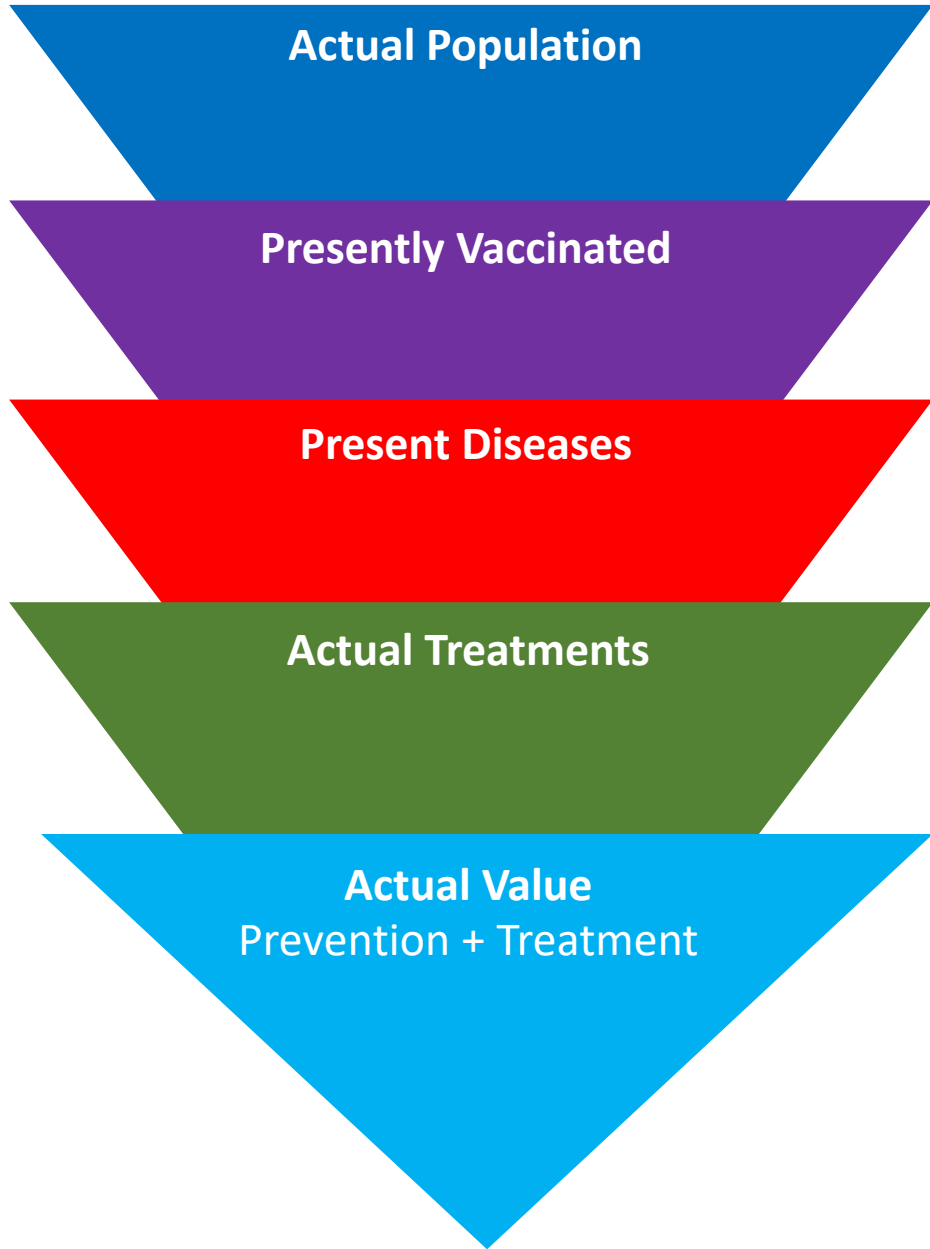 Actual Population
Presently Vaccinated
Present Diseases
Actual Treatments
Actual Value
Prevention + Treatment